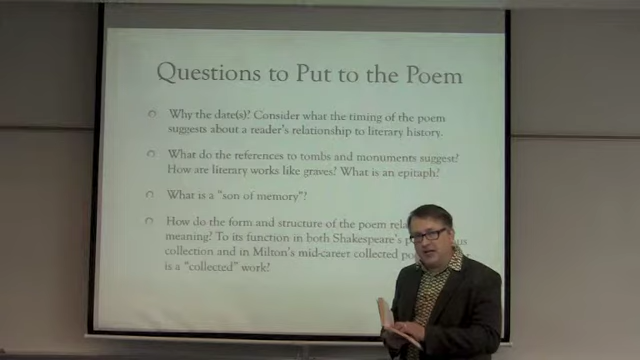 Questions to Put to the Poem
Why the date(s)? Consider what the timing of the poem
suggests about a reader's relationship to literary history.
What do the references to tombs and monuments suggest?
How are literary works like graves? What is an epitaph?
What is a "son of memory"?
How do the form and structure of the poem
meaning? To its function in both Shakespeare's
collection and in Milton's mid-career collected
is a "collected" work?